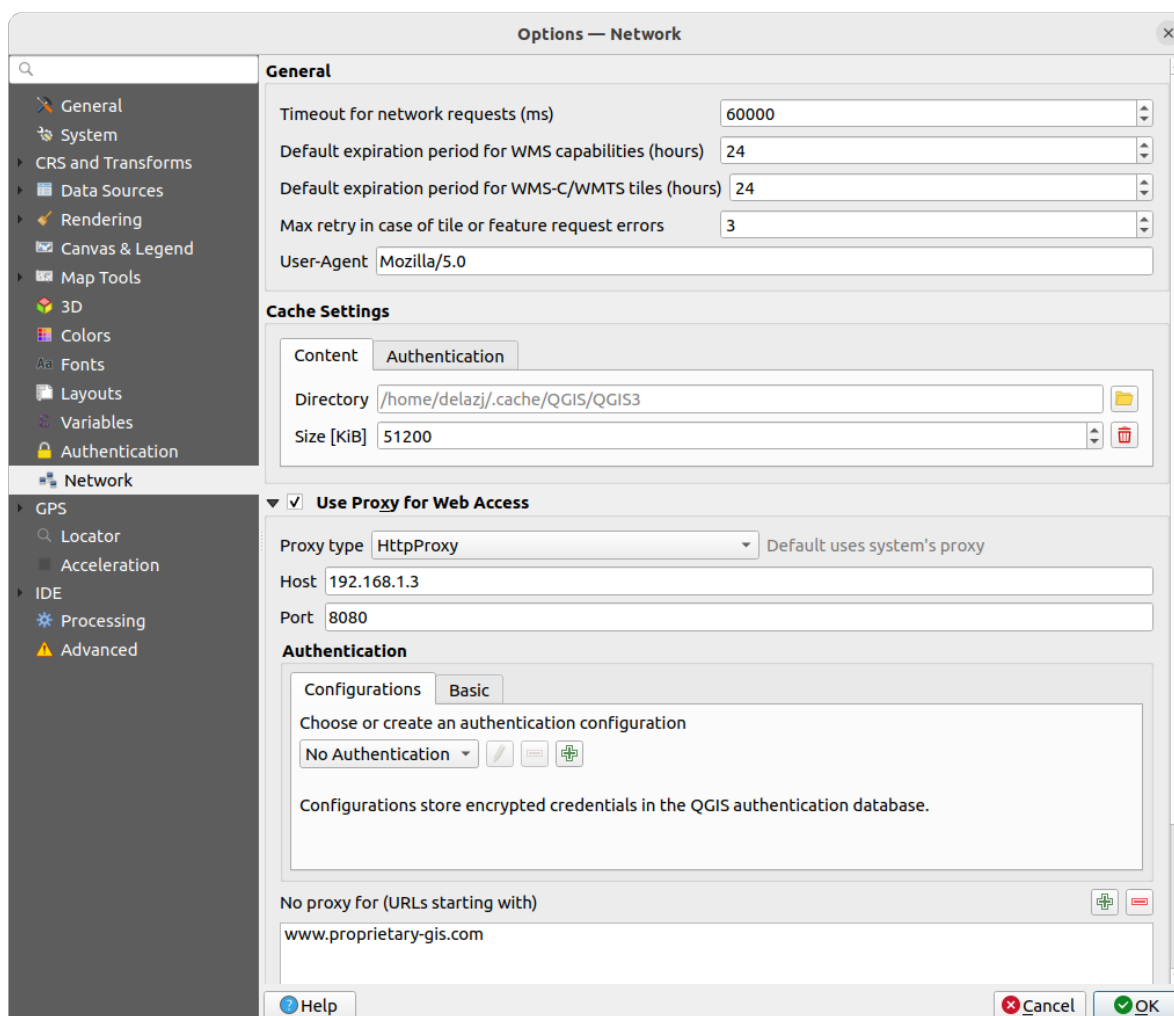 Options — Network
General
System
CRS and Transforms
Data Sources
Rendering
Canvas & Legend
Map Tools
3D
Colors
Aa Fonts
Layouts
Variables
Authentication
Network
GPS
Locator
Acceleration
IDE
Processing
Advanced
General
Timeout for network requests (ms) 60000
Default expiration period for WMS capabilities (hours) 24
Default expiration period for WMS-C/WMTS tiles (hours) 24
Max retry in case of tile or feature request errors 3
User-Agent Mozilla/5.0
Cache Settings
Content Authentication
Directory /home/delazj/.cache/QGIS/QGIS3
Size [KiB] 51200
Use Proxy for Web Access
Proxy type HttpProxy Default uses system's proxy
Host 192.168.1.3
Port 8080
Authentication
Configurations Basic
Choose or create an authentication configuration
No Authentication
Configurations store encrypted credentials in the QGIS authentication database.
No proxy for (URLs starting with)
www.proprietary-gis.com
Help Cancel OK